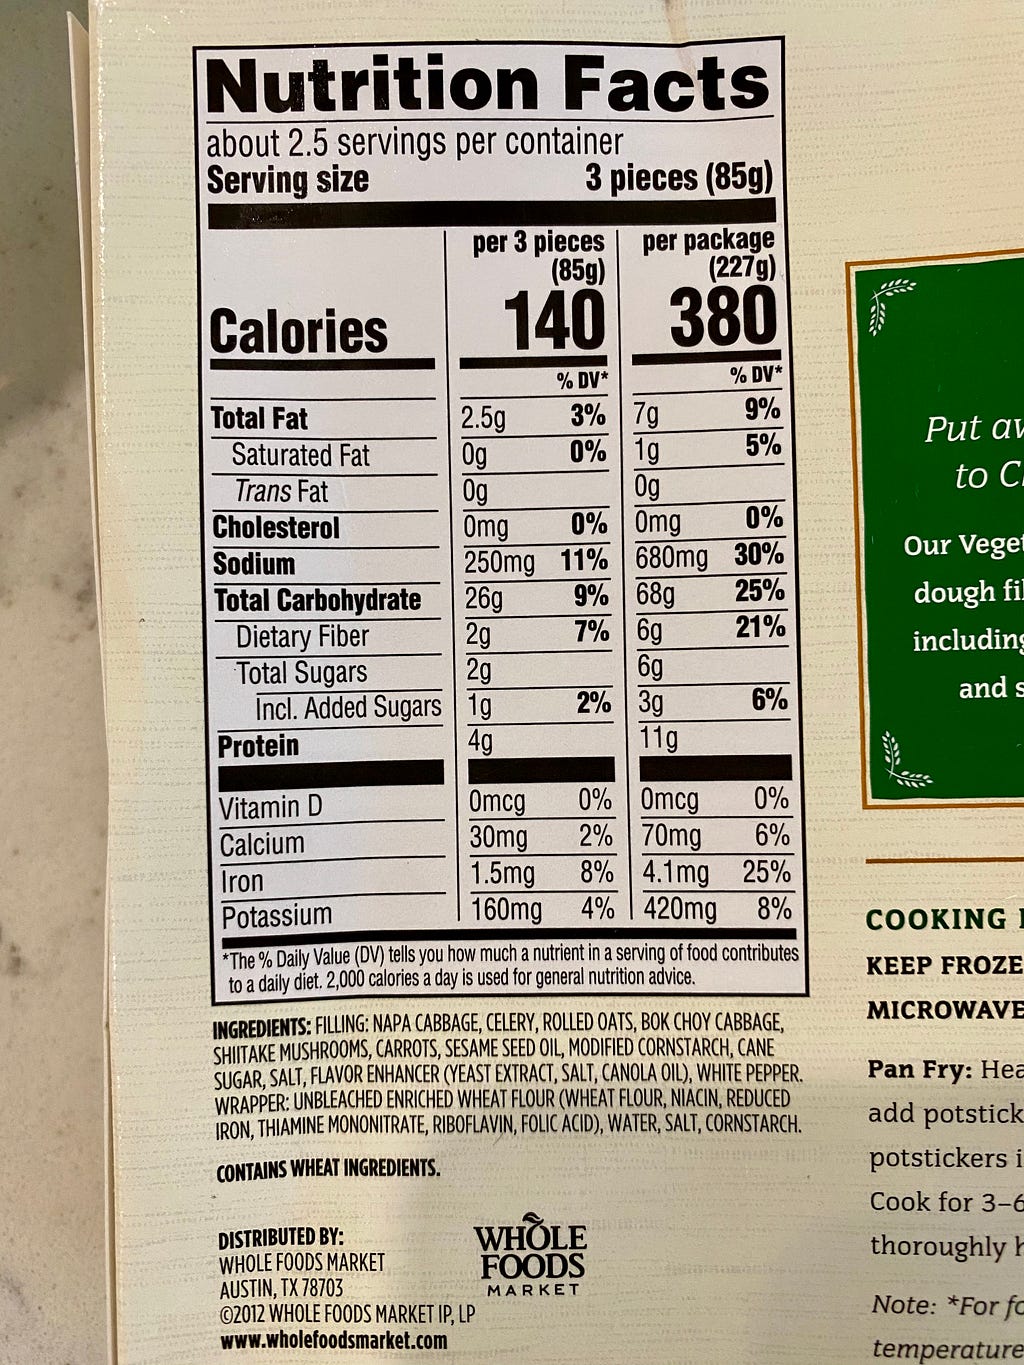 Nutrition Facts
about 2.5 servings per container
Serving size 3 pieces (85g)
per 3 pieces (85g) per package (227g)
Calories 140 380
% DV* % DV*
Total Fat 2.5g 3% 7g 9%
Saturated Fat 0g 0% 1g 5%
Trans Fat 0g 0g
Cholesterol 0mg 0% 0mg 0%
Sodium 250mg 11% 680mg 30%
Total Carbohydrate 26g 9% 68g 25%
Dietary Fiber 2g 7% 6g 21%
Total Sugars 2g 6g
Incl. Added Sugars 1g 2% 3g 6%
Protein 4g 11g
Vitamin D 0mcg 0% 0mcg 0%
Calcium 30mg 2% 70mg 6%
Iron 1.5mg 8% 4.1mg 25%
Potassium 160mg 4% 420mg 8%
*The % Daily Value (DV) tells you how much a nutrient in a serving of food contributes
to a daily diet. 2,000 calories a day is used for general nutrition advice.
INGREDIENTS: FILLING: NAPA CABBAGE, CELERY, ROLLED OATS, BOK CHOY CABBAGE,
SHIITAKE MUSHROOMS, CARROTS, SESAME SEED OIL, MODIFIED CORNSTARCH, CANE
SUGAR, SALT, FLAVOR ENHANCER (YEAST EXTRACT, SALT, CANOLA OIL), WHITE PEPPER.
WRAPPER: UNBLEACHED ENRICHED WHEAT FLOUR (WHEAT FLOUR, NIACIN, REDUCED
IRON, THIAMINE MONONITRATE, RIBOFLAVIN, FOLIC ACID), WATER, SALT, CORNSTARCH.
CONTAINS WHEAT INGREDIENTS.
DISTRIBUTED BY:
WHOLE FOODS MARKET
AUSTIN, TX 78703
©2012 WHOLE FOODS MARKET IP, LP
www.wholefoodsmarket.com
WHOLE
FOODS
MARKET
Put
to
Our
dough
including
and
COOKING
KEEP
MICROWAVE
Pan Fry:
add
potstickers
Cook for
thoroughly
Note: *For
temperature